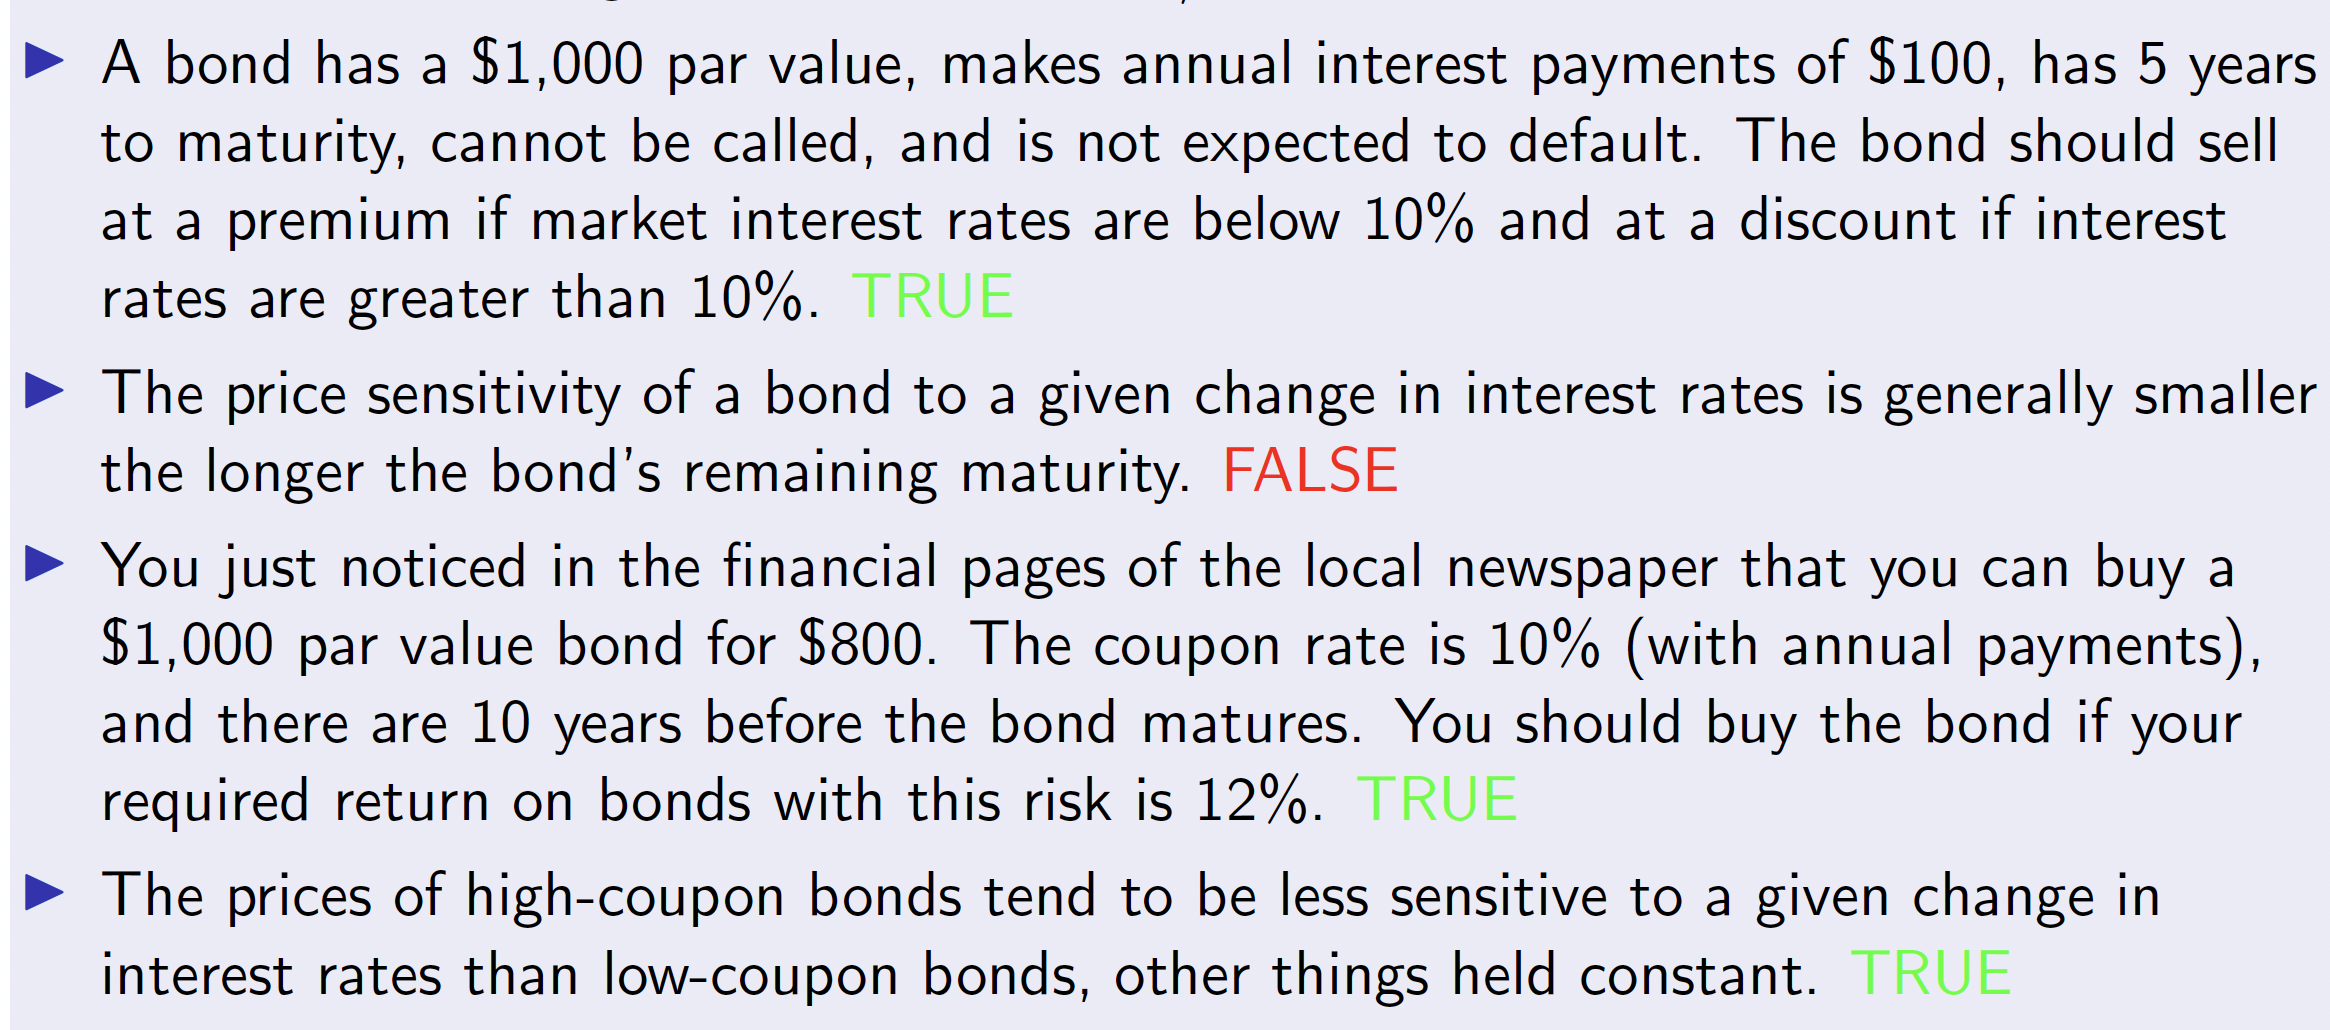 A bond has a $1,000 par value, makes annual interest payments of $100, has 5 years
to maturity, cannot be called, and is not expected to default. The bond should sell
at a premium if market interest rates are below 10% and at a discount if interest
rates are greater than 10%. TRUE
The price sensitivity of a bond to a given change in interest rates is generally smaller
the longer the bond's remaining maturity. FALSE
You just noticed in the financial pages of the local newspaper that you can buy a
$1,000 par value bond for $800. The coupon rate is 10% (with annual payments),
and there are 10 years before the bond matures. You should buy the bond if your
required return on bonds with this risk is 12%. TRUE
The prices of high-coupon bonds tend to be less sensitive to a given change in
interest rates than low-coupon bonds, other things held constant. TRUE